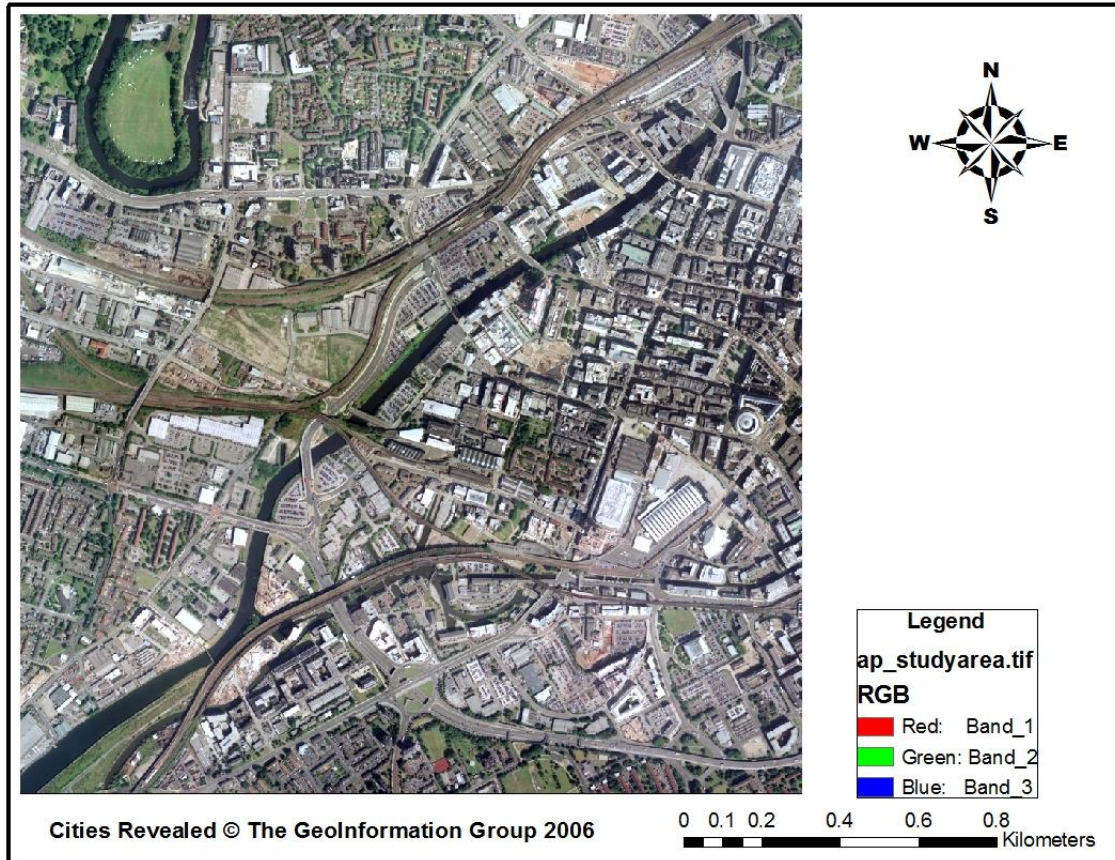 N
W E
S
Legend
ap_studyarea.tif
RGB
Red: Band_1
Green: Band_2
Blue: Band_3
Cities Revealed © The GeoInformation Group 2006
0 0.1 0.2 0.4 0.6 0.8
Kilometers